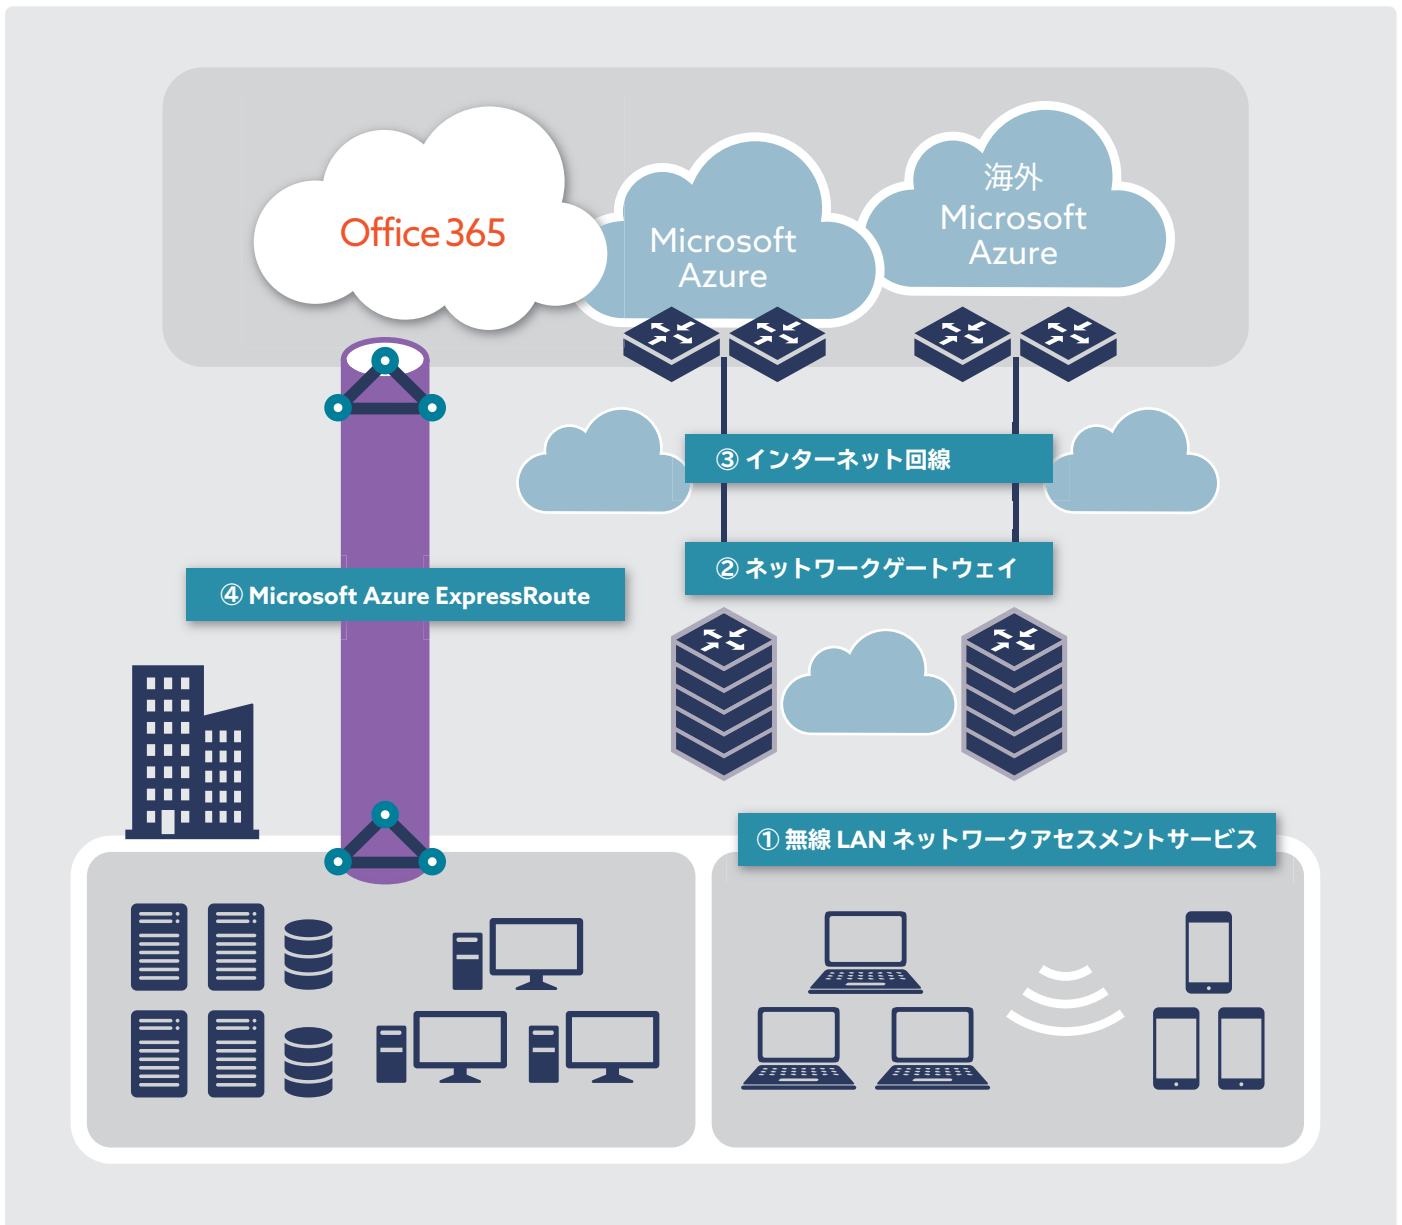 Office 365
Microsoft
Azure
海外
Microsoft
Azure
③ インターネット回線
② ネットワークゲートウェイ
④ Microsoft Azure ExpressRoute
① 無線 LAN ネットワークアセスメントサービス